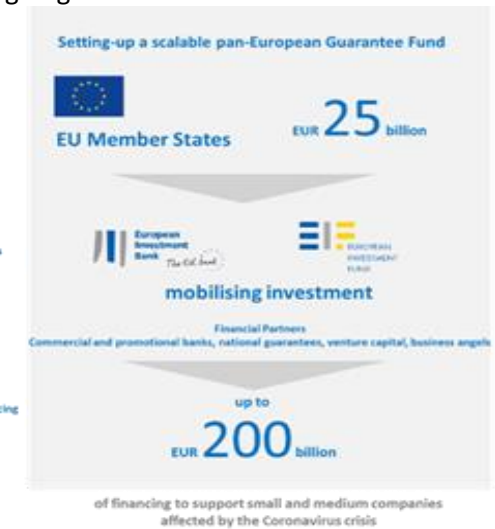 Setting-up a scalable pan-European Guarantee Fund
EU Member States
EUR 25 billion
European
Investment
Bank
The EU bank
EUROPEAN
INVESTMENT
FUND
mobilising investment
Financial Partners
Commercial and promotional banks, national guarantees, venture capital, business angels
up to
EUR 200 billion
of financing to support small and medium companies
affected by the Coronavirus crisis